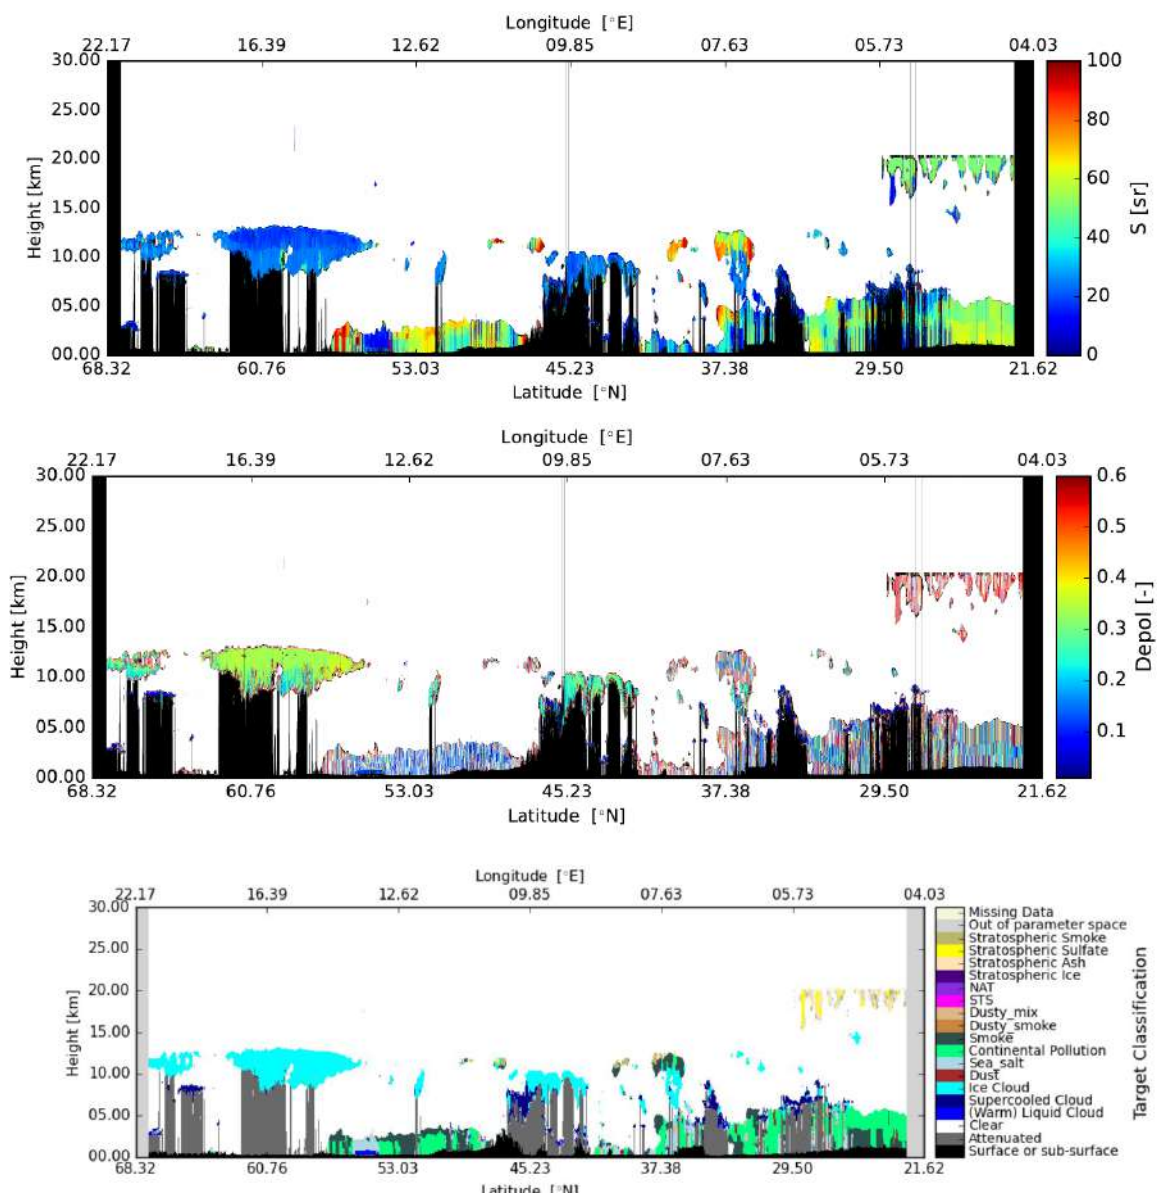 Longitude [°E]
22.17 16.39 12.62 09.85 07.63 05.73 04.03
30.00
25.00
20.00
15.00
10.00
05.00
00.00
Height [km]
68.32 60.76 53.03 45.23 37.38 29.50 21.62
Latitude [°N]
100
80
60
40
20
0
S [sr]
Longitude [°E]
22.17 16.39 12.62 09.85 07.63 05.73 04.03
30.00
25.00
20.00
15.00
10.00
05.00
00.00
Height [km]
68.32 60.76 53.03 45.23 37.38 29.50 21.62
Latitude [°N]
0.6
0.5
0.4
0.3
0.2
0.1
Depol [-]
Longitude [°E]
22.17 16.39 12.62 09.85 07.63 05.73 04.03
30.00
25.00
20.00
15.00
10.00
05.00
00.00
Height [km]
68.32 60.76 53.03 45.23 37.38 29.50 21.62
Latitude [°N]
Missing Data
Out of parameter space
Stratospheric Smoke
Stratospheric Sulfate
Stratospheric Ash
Stratospheric Ice
NAT
STS
Dusty_mix
Dusty_smoke
Smoke
Continental Pollution
Sea_salt
Dust
Ice Cloud
Supercooled Cloud
(Warm) Liquid Cloud
Clear
Attenuated
Surface or sub-surface
Target Classification